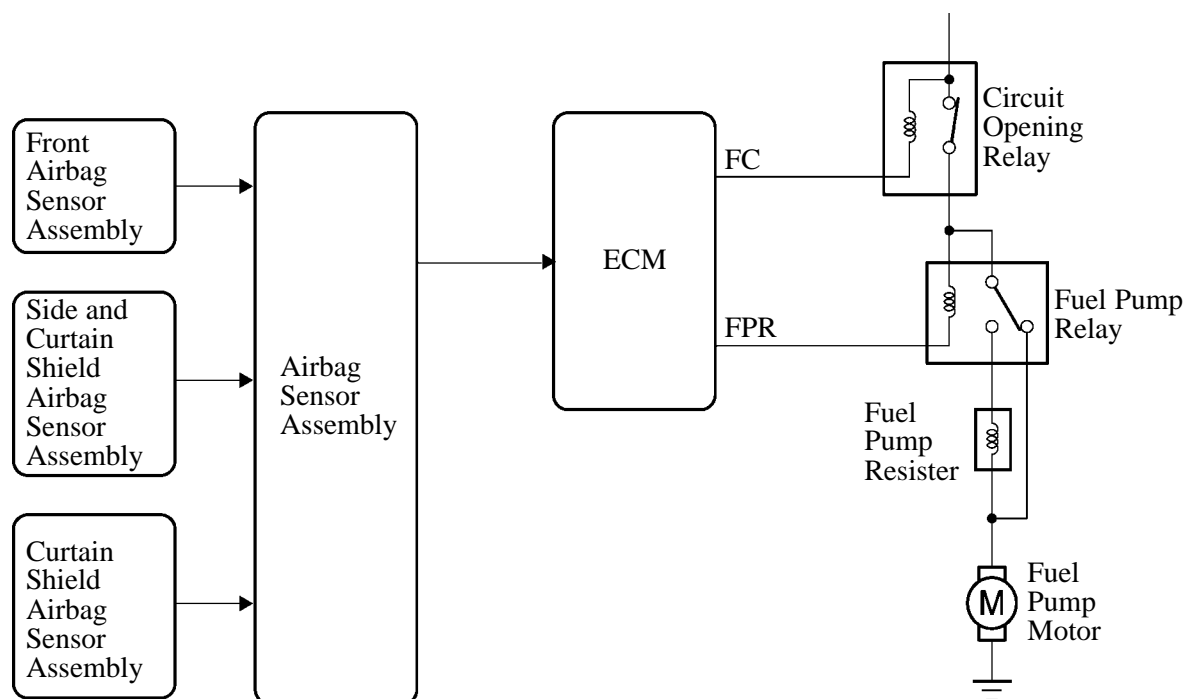 Front
Airbag
Sensor
Assembly
Side and
Curtain
Shield
Airbag
Sensor
Assembly
Curtain
Shield
Airbag
Sensor
Assembly
Airbag
Sensor
Assembly
ECM
FC
FPR
Circuit
Opening
Relay
Fuel Pump
Relay
Fuel
Pump
Resister
M
Fuel
Pump
Motor